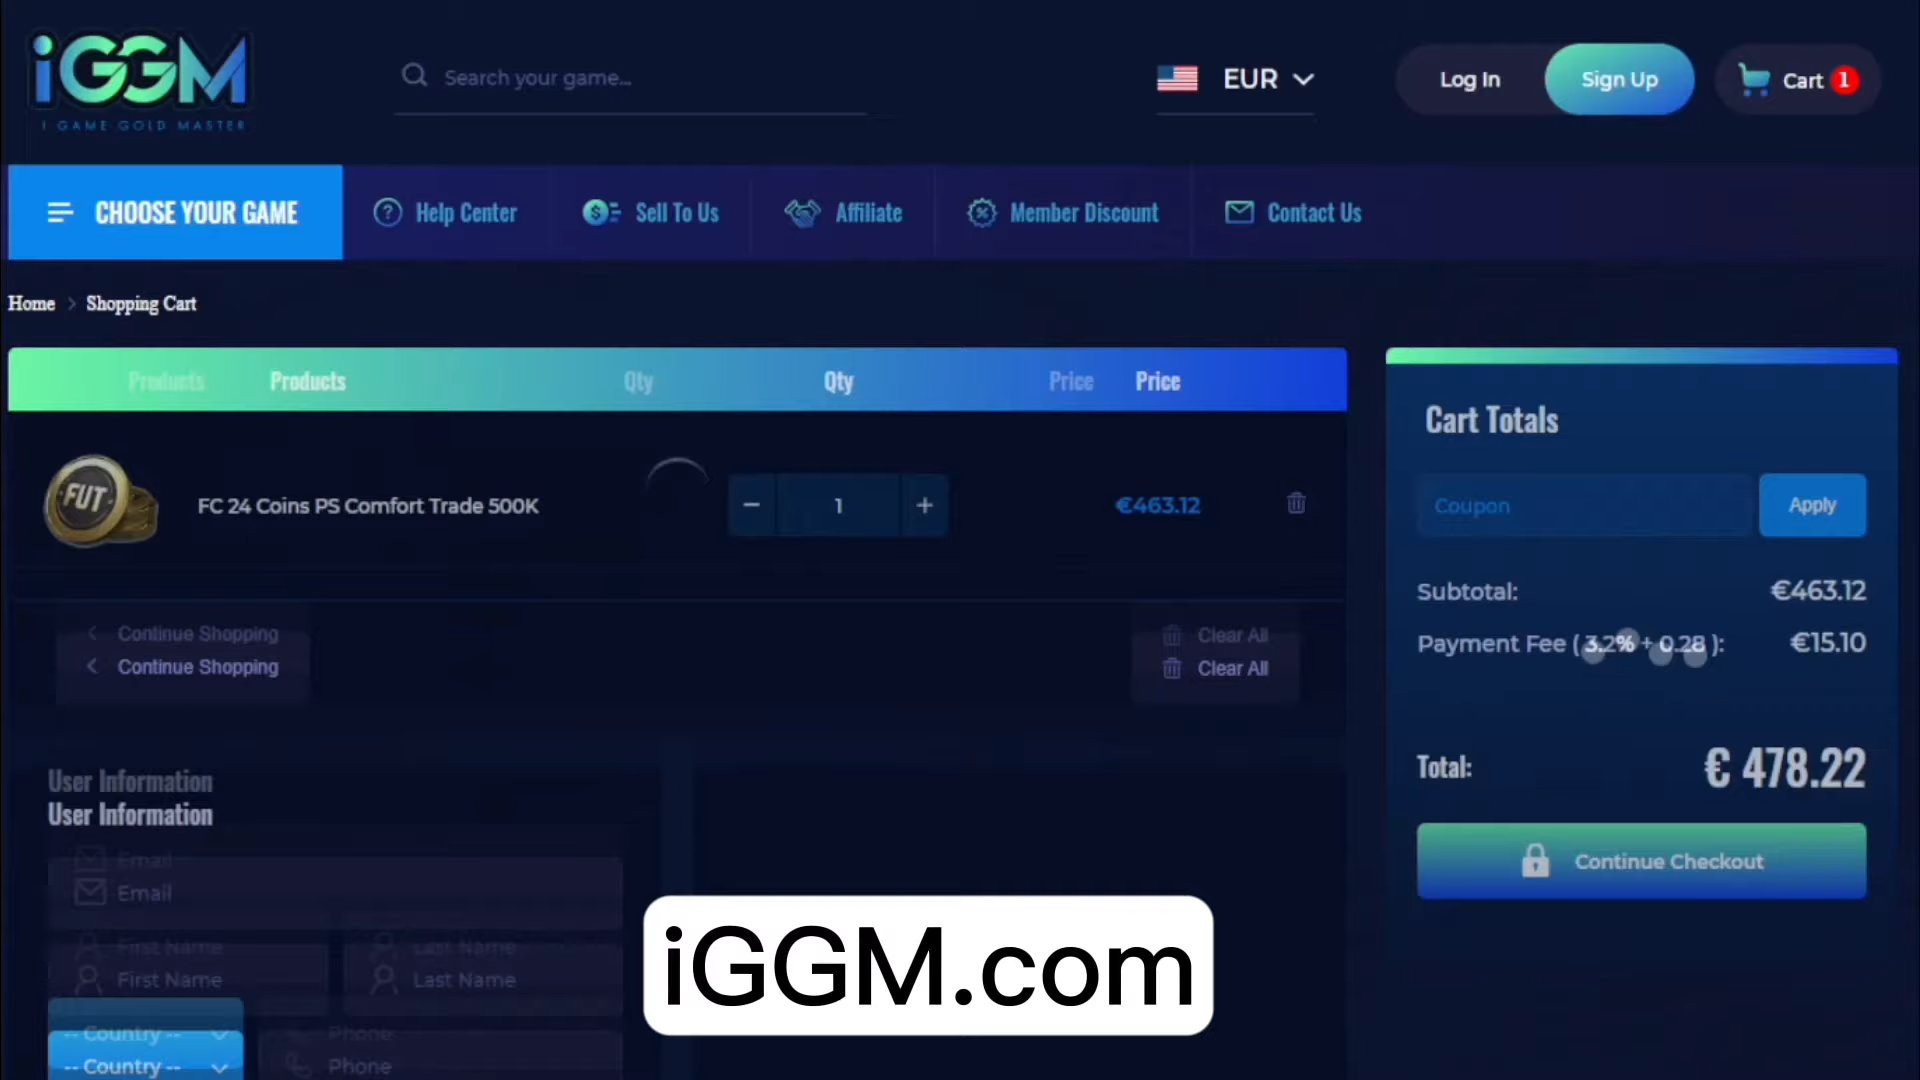 iGGM
I GAME GOLD MASTER
Search your game...
EUR
Log In
Sign Up
Cart 1
CHOOSE YOUR GAME
Help Center
Sell To Us
Affiliate
Member Discount
Contact Us
Home > Shopping Cart
Products Products Qty Qty Price Price
FUT
FC 24 Coins PS Comfort Trade 500K
− 1 +
€463.12
Cart Totals
Coupon
Apply
Subtotal: €463.12
Payment Fee ( 3.2% + 0.28 ): €15.10
Total: € 478.22
Continue Checkout
Continue Shopping
Continue Shopping
Clear All
Clear All
User Information
User Information
Email
Email
First Name
Last Name
First Name
Last Name
-- Country --
Phone
-- Country --
Phone
iGGM.com